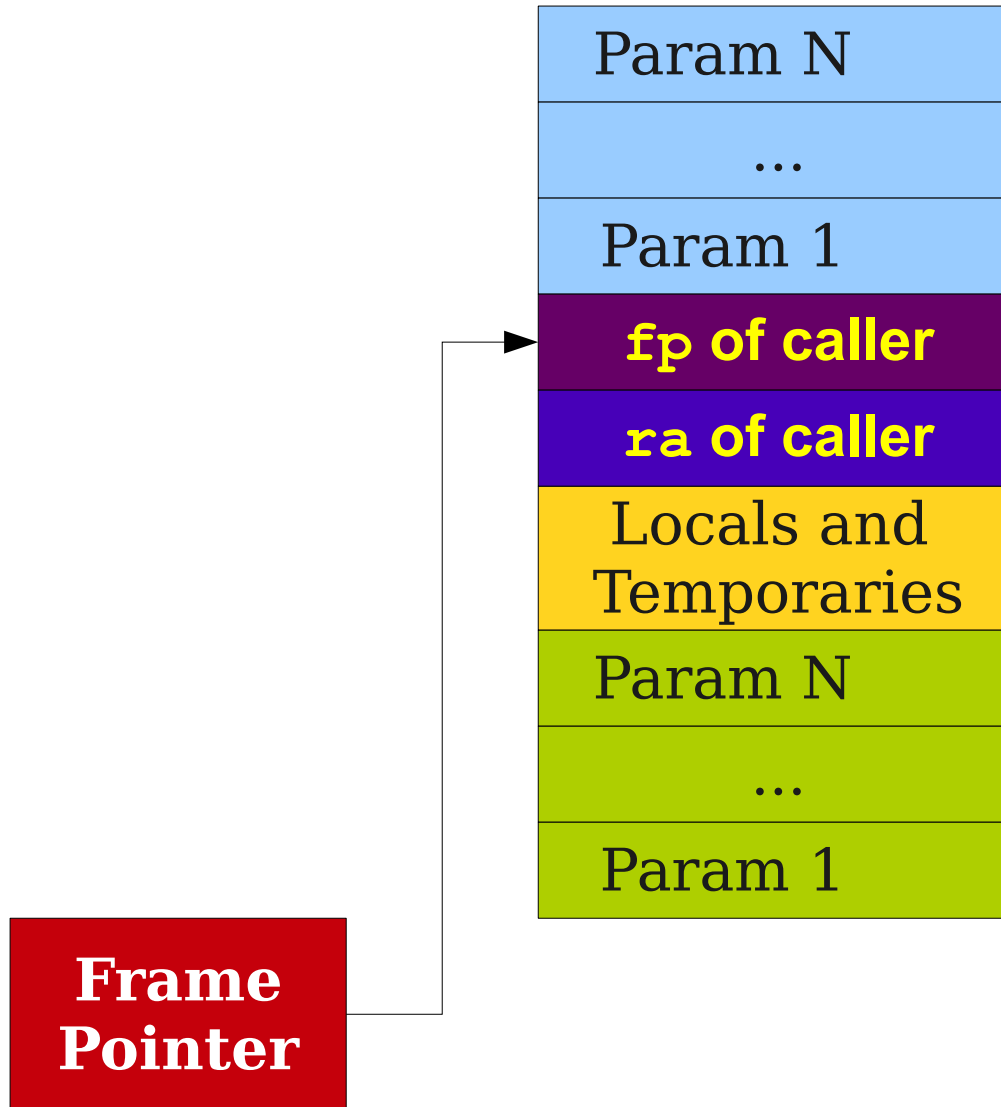 Param N
...
Param 1
fp of caller
ra of caller
Locals and
Temporaries
Param N
...
Param 1
Frame
Pointer